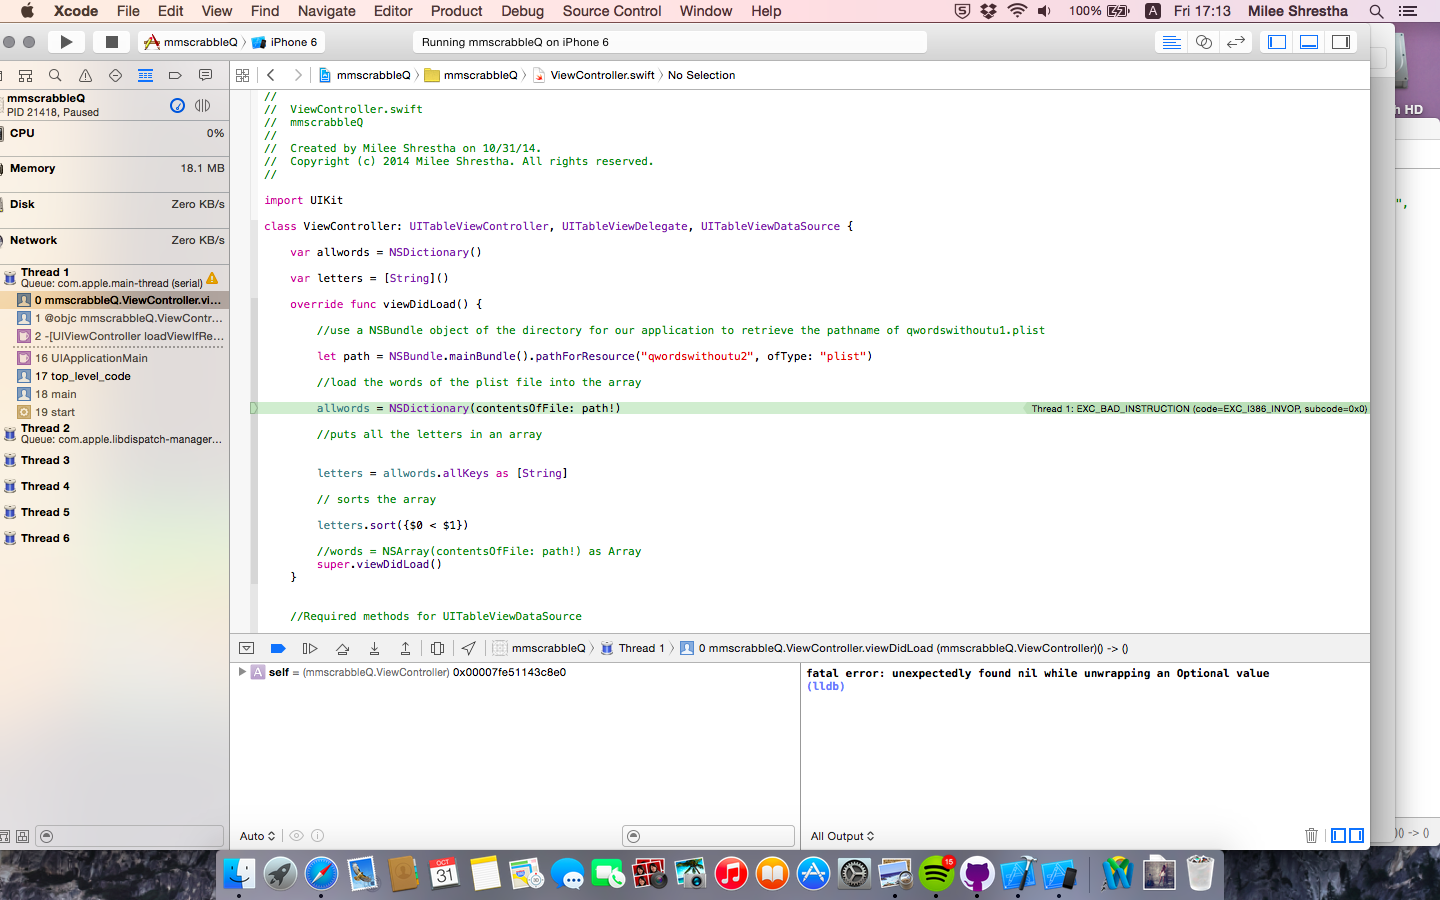 Xcode File Edit View Find Navigate Editor Product Debug Source Control Window Help 100% A Fri 17:13 Milee Shrestha
mmscrabbleQ iPhone 6
Running mmscrabbleQ on iPhone 6
mmscrabbleQ mmscrabbleQ ViewController.swift No Selection
mmscrabbleQ
PID 21418, Paused
CPU 0%
Memory 18.1 MB
Disk Zero KB/s
Network Zero KB/s
Thread 1
Queue: com.apple.main-thread (serial)
0 mmscrabbleQ.ViewController.vi...
1 @objc mmscrabbleQ.ViewContr...
2 -[UIViewController loadViewIfRe...
16 UIApplicationMain
17 top_level_code
18 main
19 start
Thread 2
Queue: com.apple.libdispatch-manager...
Thread 3
Thread 4
Thread 5
Thread 6
//
// ViewController.swift
// mmscrabbleQ
//
// Created by Milee Shrestha on 10/31/14.
// Copyright (c) 2014 Milee Shrestha. All rights reserved.
//
import UIKit
class ViewController: UITableViewController, UITableViewDelegate, UITableViewDataSource {
var allwords = NSDictionary()
var letters = [String]()
override func viewDidLoad() {
//use a NSBundle object of the directory for our application to retrieve the pathname of qwordswithoutu1.plist
let path = NSBundle.mainBundle().pathForResource("qwordswithoutu2", ofType: "plist")
//load the words of the plist file into the array
allwords = NSDictionary(contentsOfFile: path!)
Thread 1: EXC_BAD_INSTRUCTION (code=EXC_I386_INVOP, subcode=0x0)
//puts all the letters in an array
letters = allwords.allKeys as [String]
// sorts the array
letters.sort({$0 < $1})
//words = NSArray(contentsOfFile: path!) as Array
super.viewDidLoad()
}
//Required methods for UITableViewDataSource
mmscrabbleQ Thread 1 0 mmscrabbleQ.ViewController.viewDidLoad (mmscrabbleQ.ViewController)() -> ()
A self = (mmscrabbleQ.ViewController) 0x00007fe51143c8e0
fatal error: unexpectedly found nil while unwrapping an Optional value
(lldb)
Auto
All Output
HD
",
)() -> ()
OCT
31
15